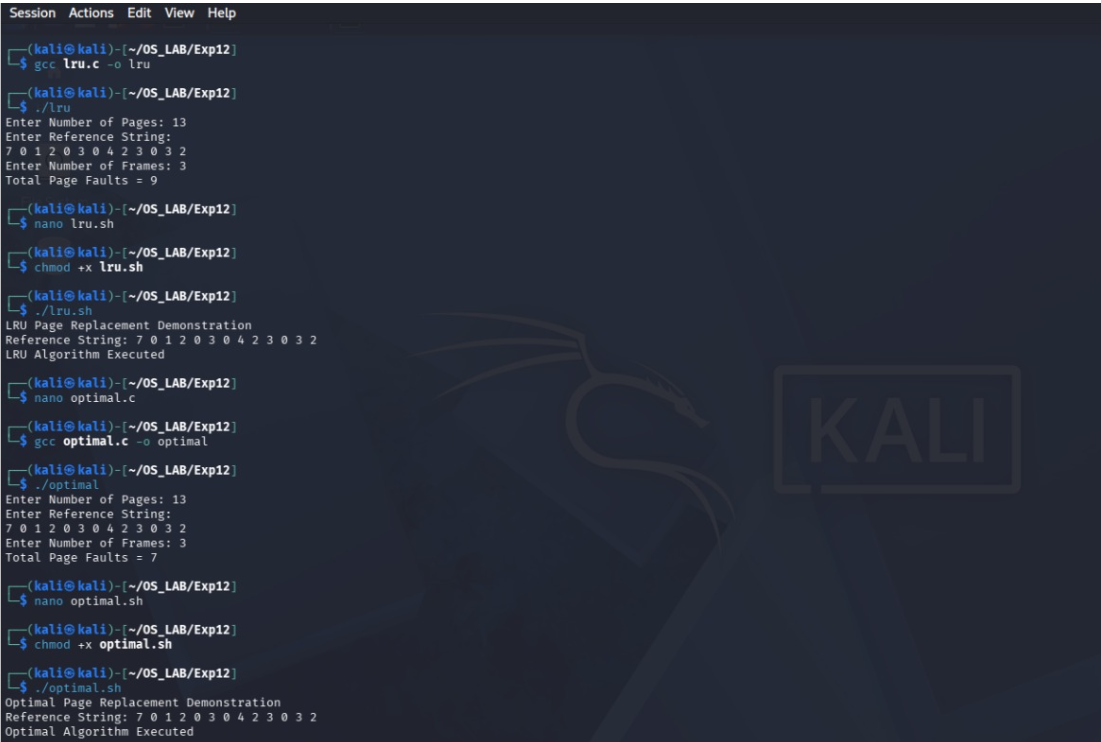 Session Actions Edit View Help
┌──(kali㉿kali)-[~/OS_LAB/Exp12]
└─$ gcc lru.c -o lru
┌──(kali㉿kali)-[~/OS_LAB/Exp12]
└─$ ./lru
Enter Number of Pages: 13
Enter Reference String:
7 0 1 2 0 3 0 4 2 3 0 3 2
Enter Number of Frames: 3
Total Page Faults = 9
┌──(kali㉿kali)-[~/OS_LAB/Exp12]
└─$ nano lru.sh
┌──(kali㉿kali)-[~/OS_LAB/Exp12]
└─$ chmod +x lru.sh
┌──(kali㉿kali)-[~/OS_LAB/Exp12]
└─$ ./lru.sh
LRU Page Replacement Demonstration
Reference String: 7 0 1 2 0 3 0 4 2 3 0 3 2
LRU Algorithm Executed
┌──(kali㉿kali)-[~/OS_LAB/Exp12]
└─$ nano optimal.c
┌──(kali㉿kali)-[~/OS_LAB/Exp12]
└─$ gcc optimal.c -o optimal
┌──(kali㉿kali)-[~/OS_LAB/Exp12]
└─$ ./optimal
Enter Number of Pages: 13
Enter Reference String:
7 0 1 2 0 3 0 4 2 3 0 3 2
Enter Number of Frames: 3
Total Page Faults = 7
┌──(kali㉿kali)-[~/OS_LAB/Exp12]
└─$ nano optimal.sh
┌──(kali㉿kali)-[~/OS_LAB/Exp12]
└─$ chmod +x optimal.sh
┌──(kali㉿kali)-[~/OS_LAB/Exp12]
└─$ ./optimal.sh
Optimal Page Replacement Demonstration
Reference String: 7 0 1 2 0 3 0 4 2 3 0 3 2
Optimal Algorithm Executed
KALI